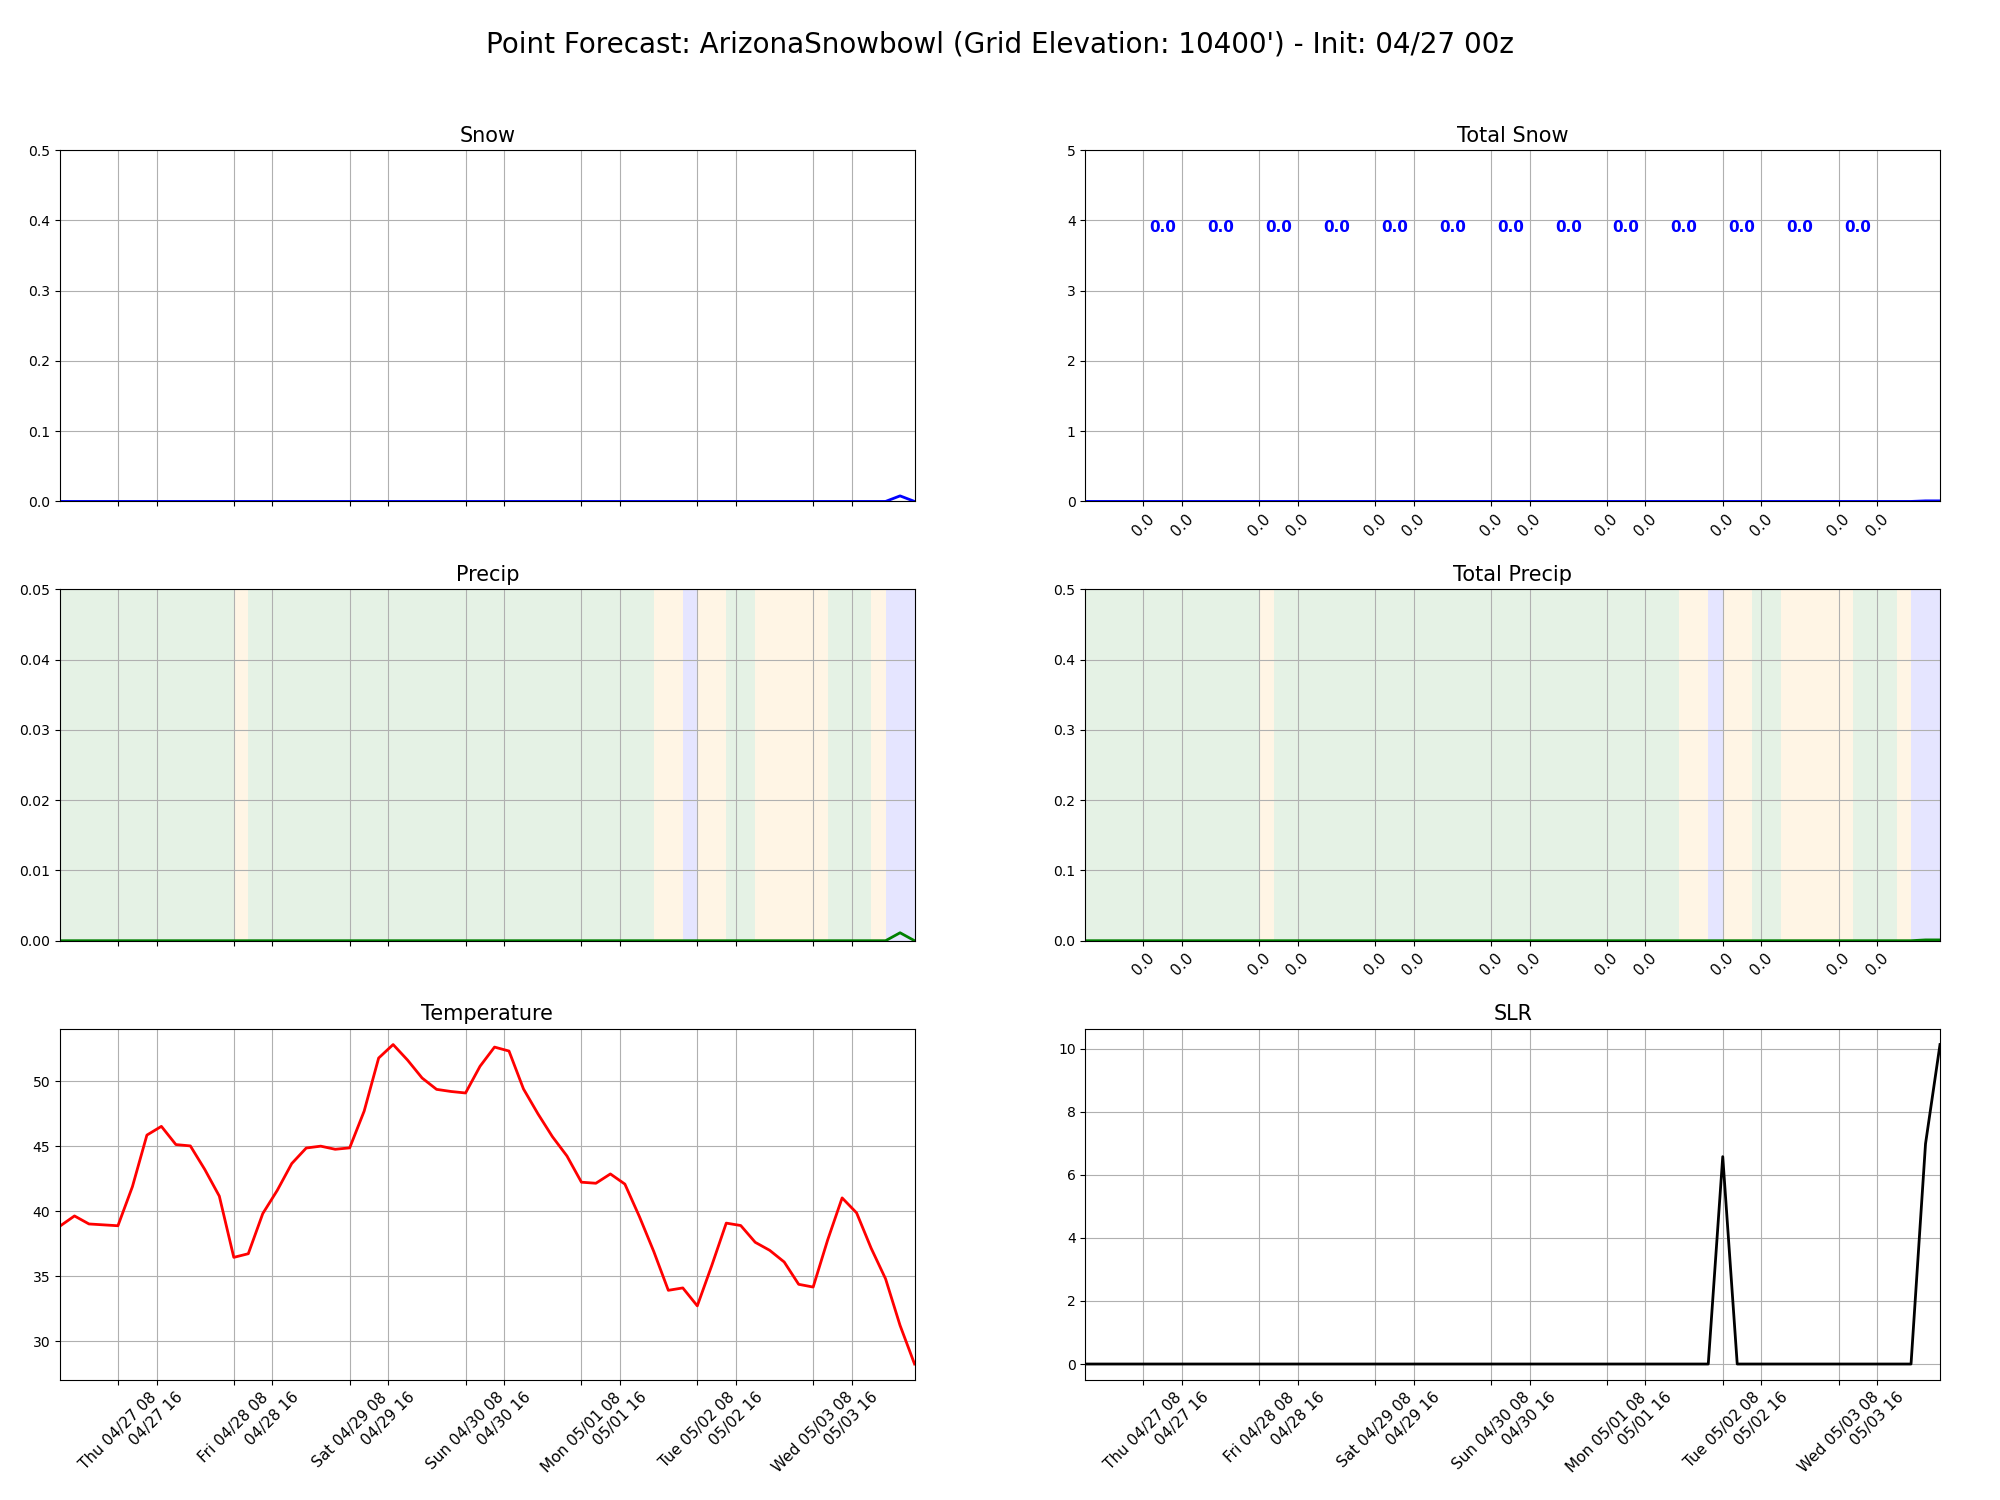 Point Forecast: ArizonaSnowbowl (Grid Elevation: 10400') - Init: 04/27 00z
Snow
0.5
0.4
0.3
0.2
0.1
0.0
Total Snow
5
4
3
2
1
0
0.0 0.0 0.0 0.0 0.0 0.0 0.0 0.0 0.0 0.0 0.0 0.0 0.0
0.0 0.0 0.0 0.0 0.0 0.0 0.0 0.0 0.0 0.0 0.0 0.0 0.0 0.0
Precip
0.05
0.04
0.03
0.02
0.01
0.00
Total Precip
0.5
0.4
0.3
0.2
0.1
0.0
0.0 0.0 0.0 0.0 0.0 0.0 0.0 0.0 0.0 0.0 0.0 0.0 0.0 0.0
Temperature
50
45
40
35
30
Thu 04/27 08
04/27 16
Fri 04/28 08
04/28 16
Sat 04/29 08
04/29 16
Sun 04/30 08
04/30 16
Mon 05/01 08
05/01 16
Tue 05/02 08
05/02 16
Wed 05/03 08
05/03 16
SLR
10
8
6
4
2
0
Thu 04/27 08
04/27 16
Fri 04/28 08
04/28 16
Sat 04/29 08
04/29 16
Sun 04/30 08
04/30 16
Mon 05/01 08
05/01 16
Tue 05/02 08
05/02 16
Wed 05/03 08
05/03 16